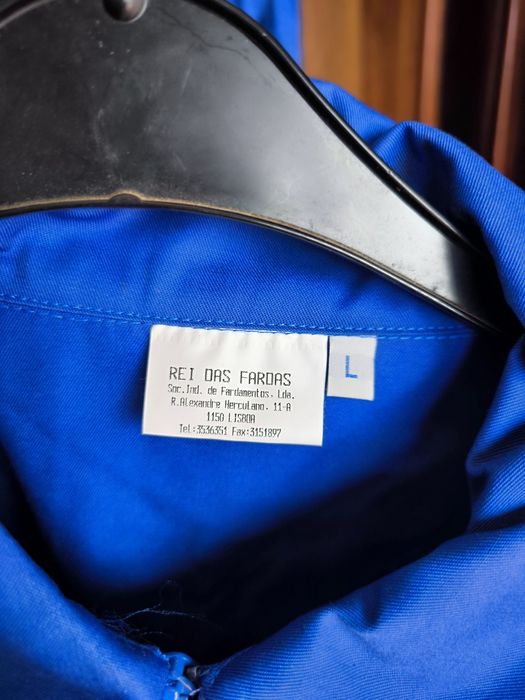 REI DAS FARDAS
Soc.Ind. de Fardamentos, Lda.
R.Alexandre Herculano, 11-A
1150 LISBOA
Tel:3536351 Fax:3151897
L